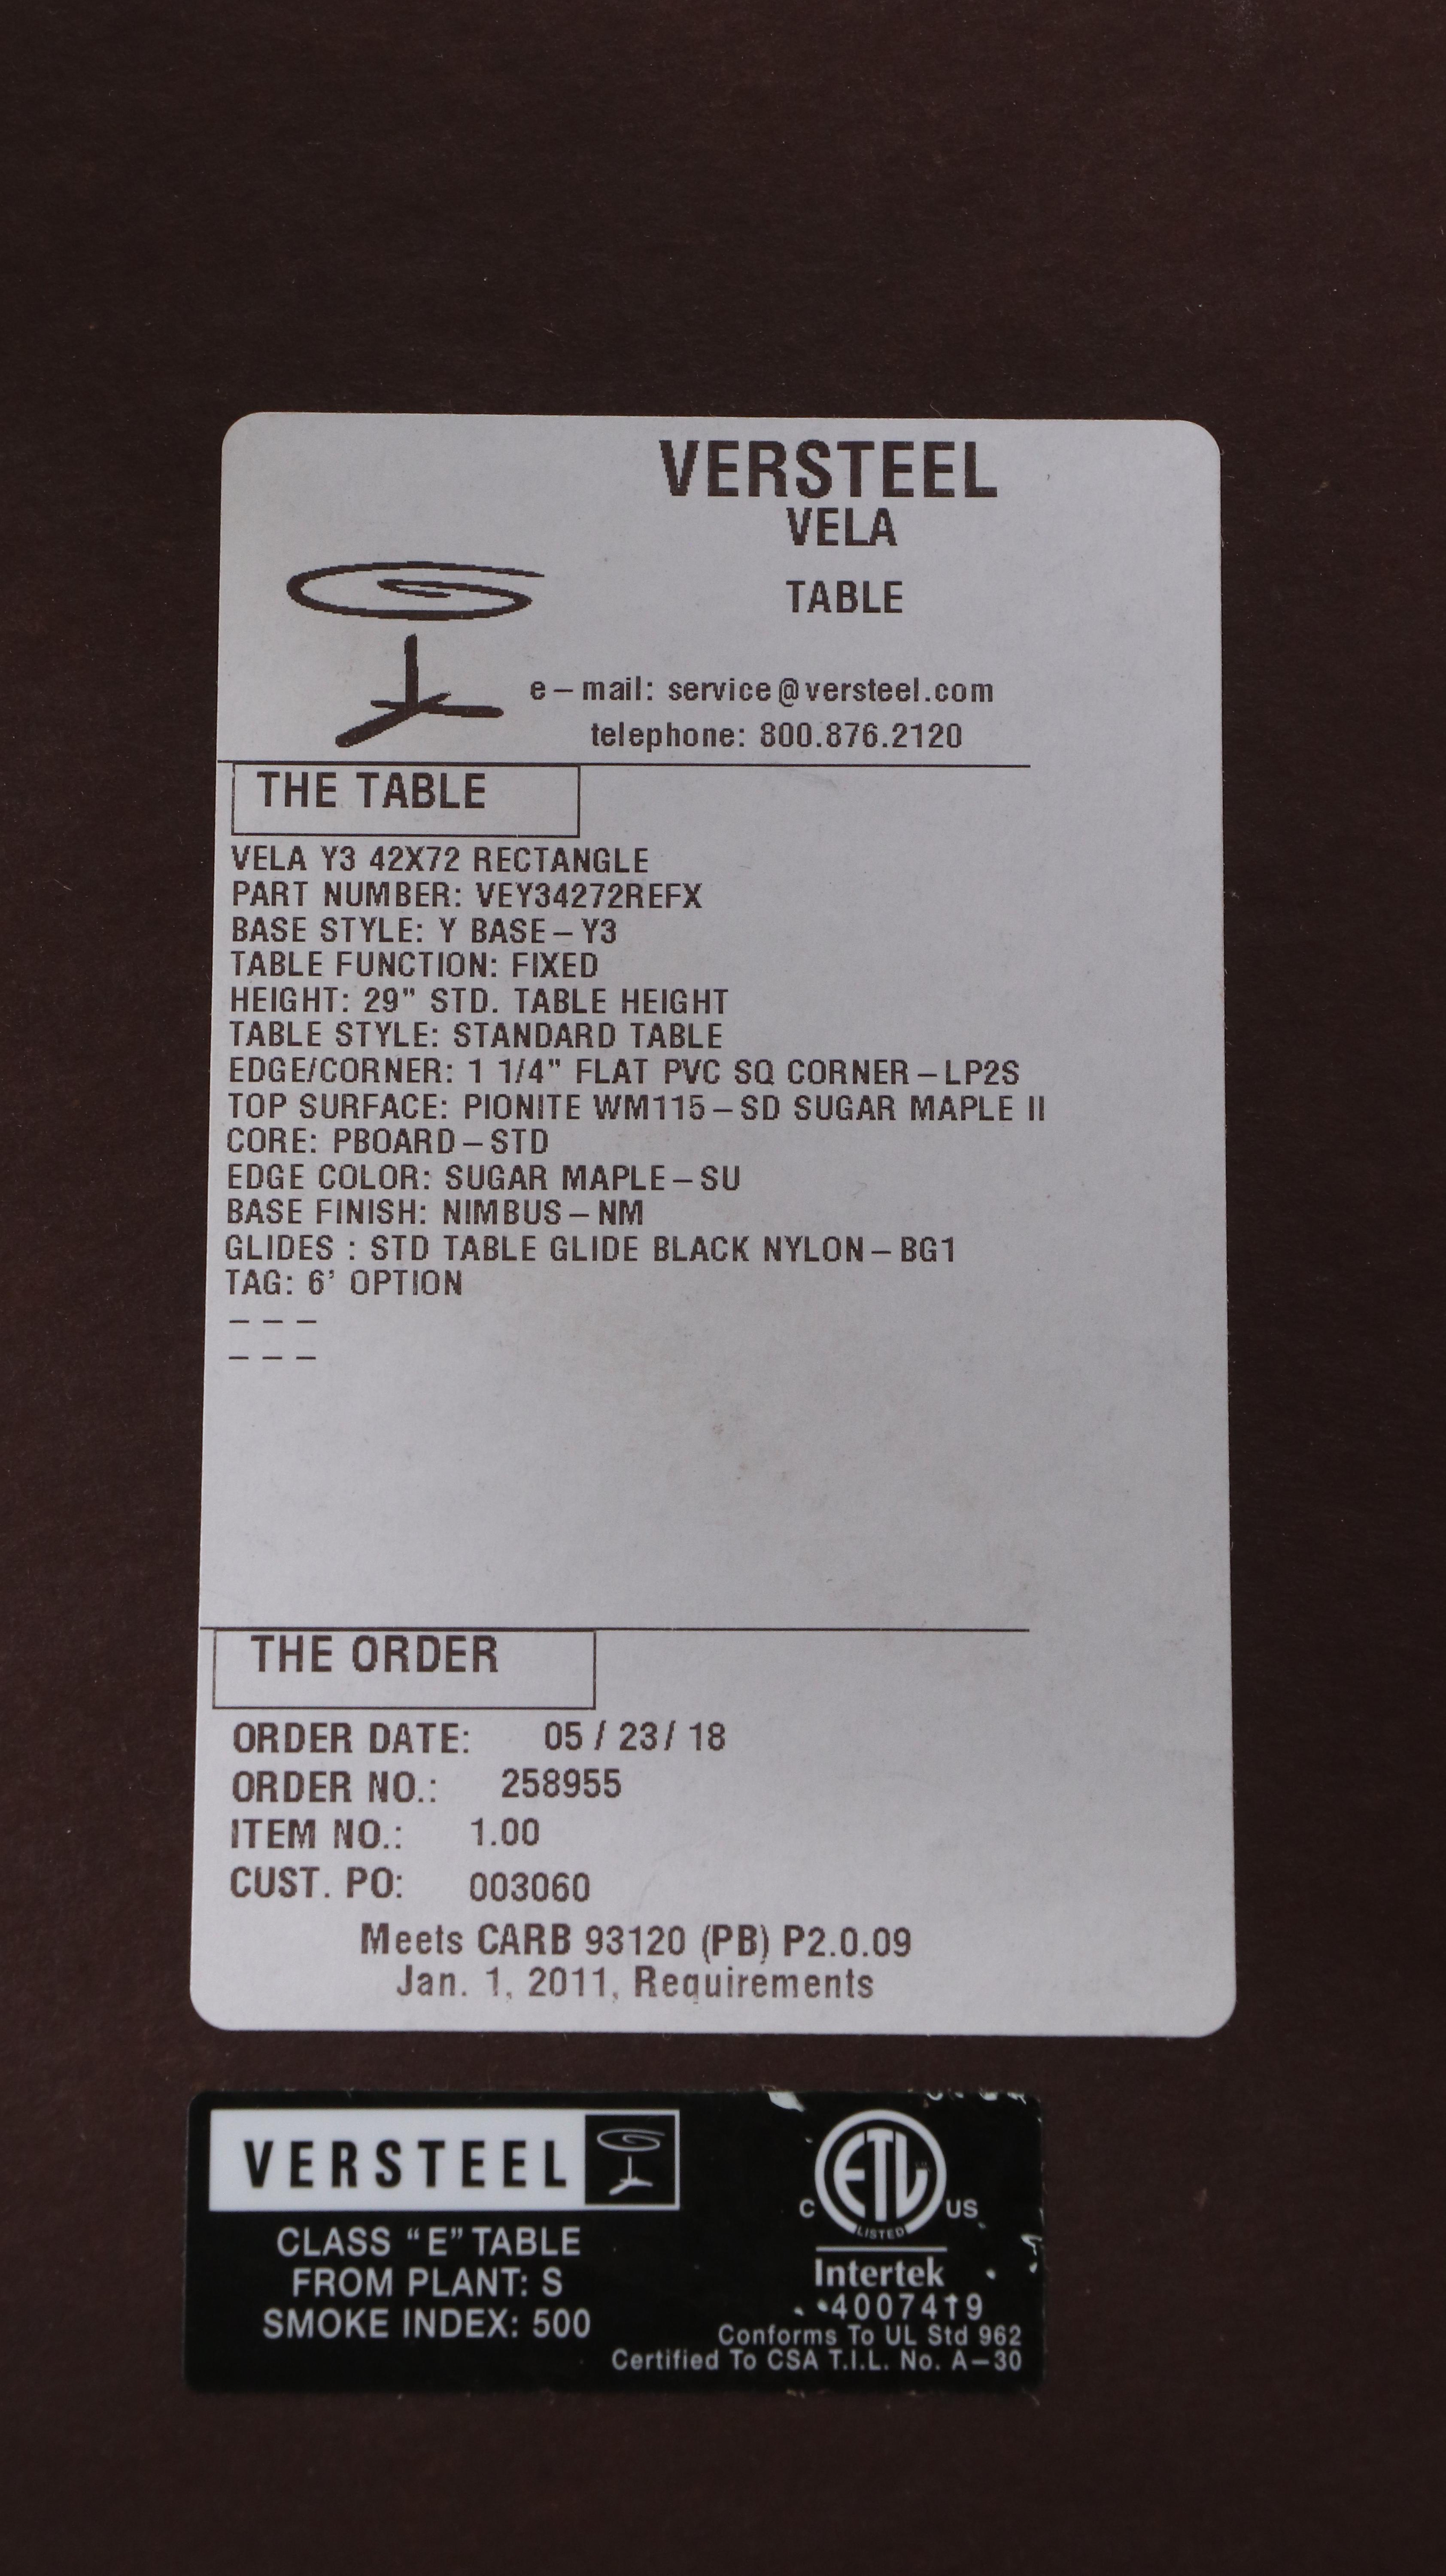 VERSTEEL
VELA
TABLE
e-mail: service@versteel.com
telephone: 800.876.2120
THE TABLE
VELA Y3 42X72 RECTANGLE
PART NUMBER: VEY34272REFX
BASE STYLE: Y BASE-Y3
TABLE FUNCTION: FIXED
HEIGHT: 29" STD. TABLE HEIGHT
TABLE STYLE: STANDARD TABLE
EDGE/CORNER: 1 1/4" FLAT PVC SQ CORNER-LP2S
TOP SURFACE: PIONITE WM115-SD SUGAR MAPLE II
CORE: PBOARD-STD
EDGE COLOR: SUGAR MAPLE-SU
BASE FINISH: NIMBUS-NM
GLIDES : STD TABLE GLIDE BLACK NYLON-BG1
TAG: 6' OPTION
---
---
THE ORDER
ORDER DATE: 05/23/18
ORDER NO.: 258955
ITEM NO.: 1.00
CUST. PO: 003060
Meets CARB 93120 (PB) P2.0.09
Jan. 1, 2011, Requirements
VERSTEEL
CLASS "E" TABLE
FROM PLANT: S
SMOKE INDEX: 500
ETL
C US
LISTED
Intertek
4007419
Conforms To UL Std 962
Certified To CSA T.I.L. No. A-30